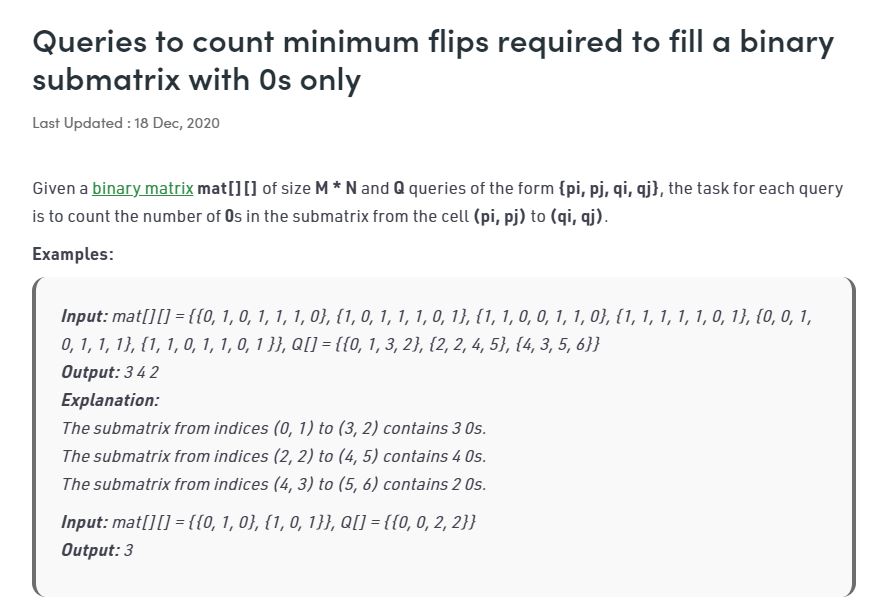 Queries to count minimum flips required to fill a binary
submatrix with 0s only
Last Updated : 18 Dec, 2020
Given a binary matrix mat[][] of size M * N and Q queries of the form {pi, pj, qi, qj}, the task for each query
is to count the number of 0s in the submatrix from the cell (pi, pj) to (qi, qj).
Examples:
Input: mat[][] = {{0, 1, 0, 1, 1, 1, 0}, {1, 0, 1, 1, 1, 0, 1}, {1, 1, 0, 0, 1, 1, 0}, {1, 1, 1, 1, 1, 0, 1}, {0, 0, 1,
0, 1, 1, 1}, {1, 1, 0, 1, 1, 0, 1 }}, Q[] = {{0, 1, 3, 2}, {2, 2, 4, 5}, {4, 3, 5, 6}}
Output: 3 4 2
Explanation:
The submatrix from indices (0, 1) to (3, 2) contains 3 0s.
The submatrix from indices (2, 2) to (4, 5) contains 4 0s.
The submatrix from indices (4, 3) to (5, 6) contains 2 0s.
Input: mat[][] = {{0, 1, 0}, {1, 0, 1}}, Q[] = {{0, 0, 2, 2}}
Output: 3